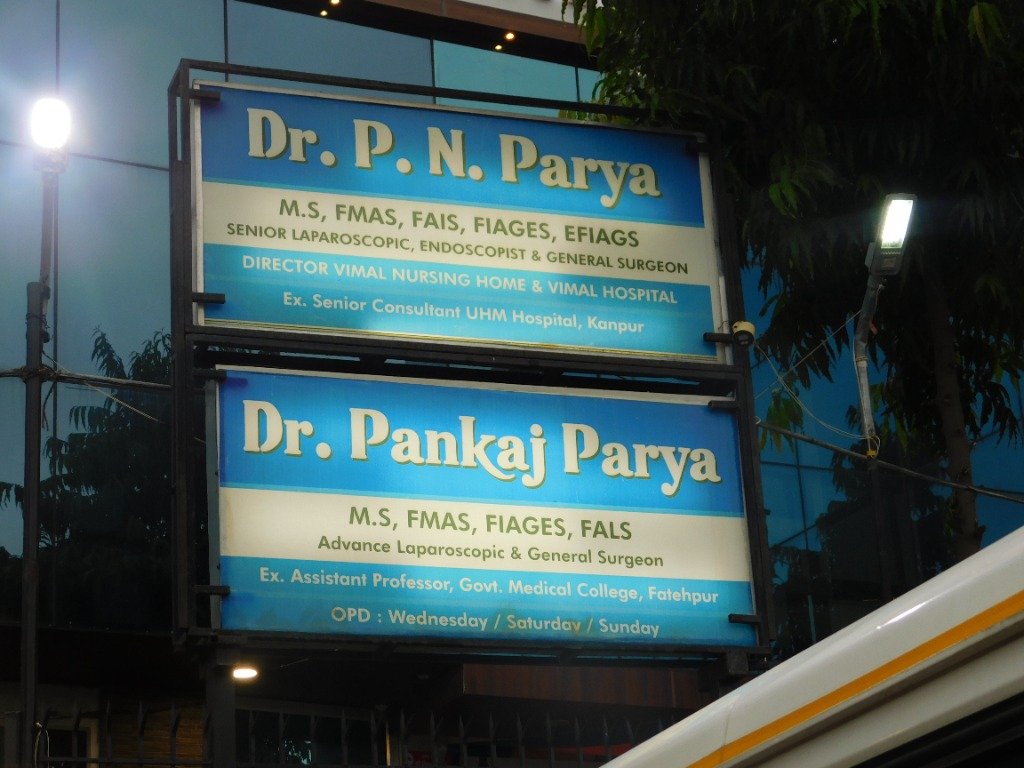 Dr. P. N. Parya
M.S, FMAS, FAIS, FIAGES, EFIAGS
SENIOR LAPAROSCOPIC, ENDOSCOPIST & GENERAL SURGEON
DIRECTOR VIMAL NURSING HOME & VIMAL HOSPITAL
Ex. Senior Consultant UHM Hospital, Kanpur
Dr. Pankaj Parya
M.S, FMAS, FIAGES, FALS
Advance Laparoscopic & General Surgeon
Ex. Assistant Professor, Govt. Medical College, Fatehpur
OPD : Wednesday / Saturday / Sunday